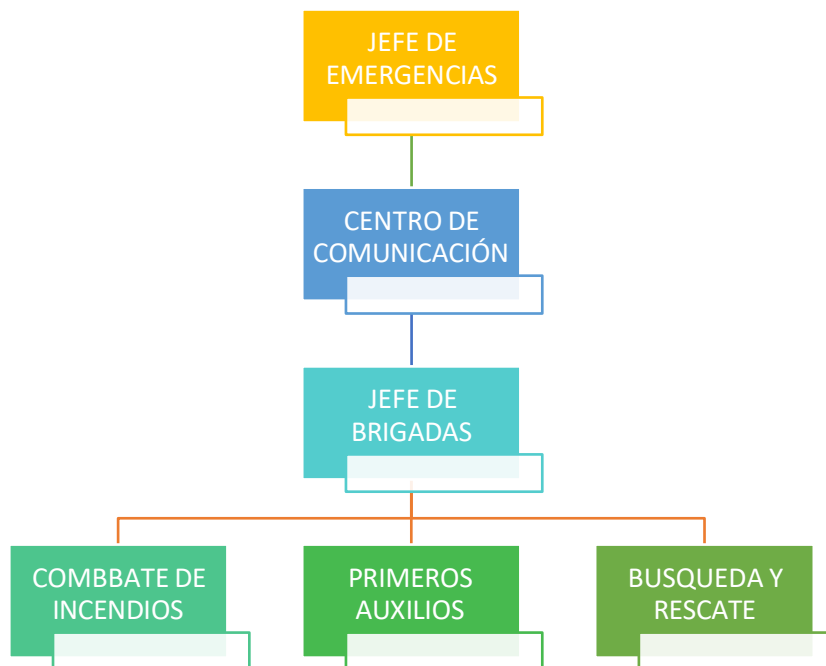 JEFE DE
EMERGENCIAS
CENTRO DE
COMUNICACIÓN
JEFE DE
BRIGADAS
COMBBATE DE
INCENDIOS
PRIMEROS
AUXILIOS
BUSQUEDA Y
RESCATE